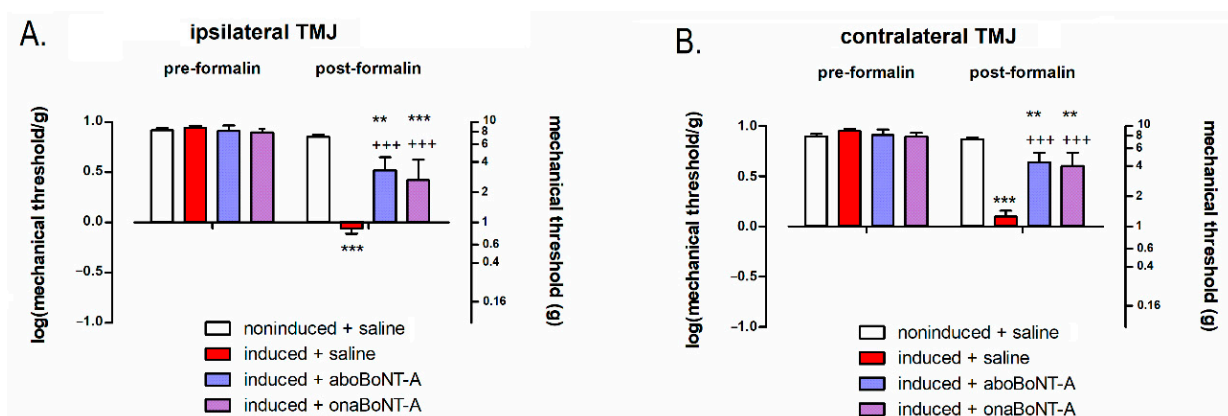 A.
ipsilateral TMJ
pre-formalin post-formalin
log(mechanical threshold/g)
1.0
0.5
0.0
−0.5
−1.0
** ***
+++ +++
***
10
8
6
4
2
1
0.6
0.4
0.16
mechanical threshold (g)
noninduced + saline
induced + saline
induced + aboBoNT-A
induced + onaBoNT-A
B.
contralateral TMJ
pre-formalin post-formalin
log(mechanical threshold/g)
1.0
0.5
0.0
−0.5
−1.0
** **
+++ +++
***
10
8
6
4
2
1
0.6
0.4
0.16
mechanical threshold (g)
noninduced + saline
induced + saline
induced + aboBoNT-A
induced + onaBoNT-A